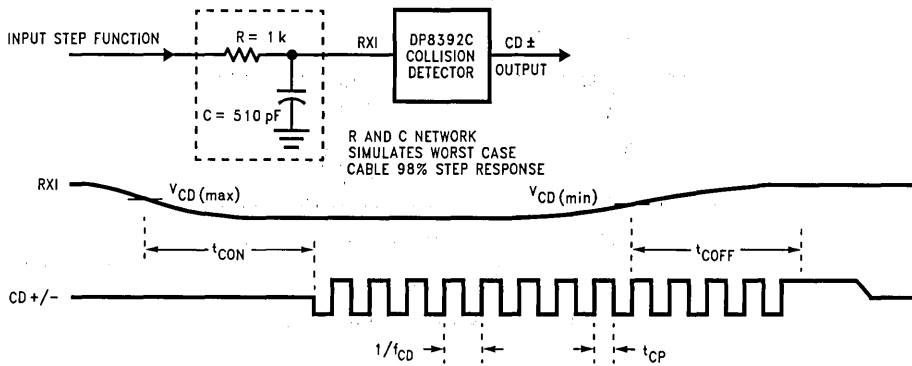 INPUT STEP FUNCTION
R = 1 k
C = 510 pF
RXI
DP8392C
COLLISION
DETECTOR
CD ±
OUTPUT
R AND C NETWORK
SIMULATES WORST CASE
CABLE 98% STEP RESPONSE
RXI
VCD (max)
VCD (min)
tCON
tCOFF
CD +/-
1/fCD
tCP